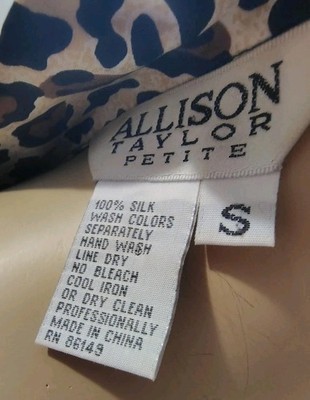 ALLISON
TAYLOR
PETITE
S
100% SILK
WASH COLORS
SEPARATELY
HAND WASH
LINE DRY
NO BLEACH
COOL IRON
OR DRY CLEAN
PROFESSIONALLY
MADE IN CHINA
RN 86149